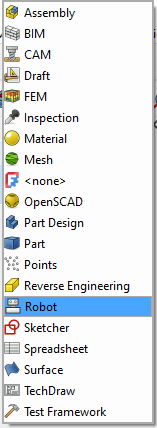 Assembly
BIM
CAM
Draft
FEM
Inspection
Material
Mesh
<none>
OpenSCAD
Part Design
Part
Points
Reverse Engineering
Robot
Sketcher
Spreadsheet
Surface
TechDraw
Test Framework